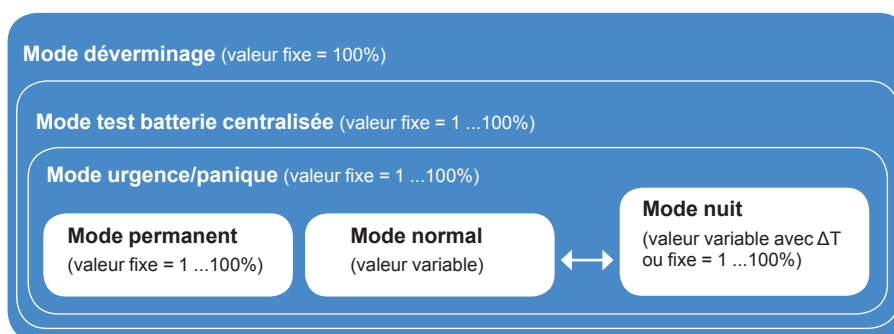 Mode déverminage (valeur fixe = 100%)
Mode test batterie centralisée (valeur fixe = 1 ...100%)
Mode urgence/panique (valeur fixe = 1 ...100%)
Mode permanent
(valeur fixe = 1 ...100%)
Mode normal
(valeur variable)
Mode nuit
(valeur variable avec ΔT
ou fixe = 1 ...100%)